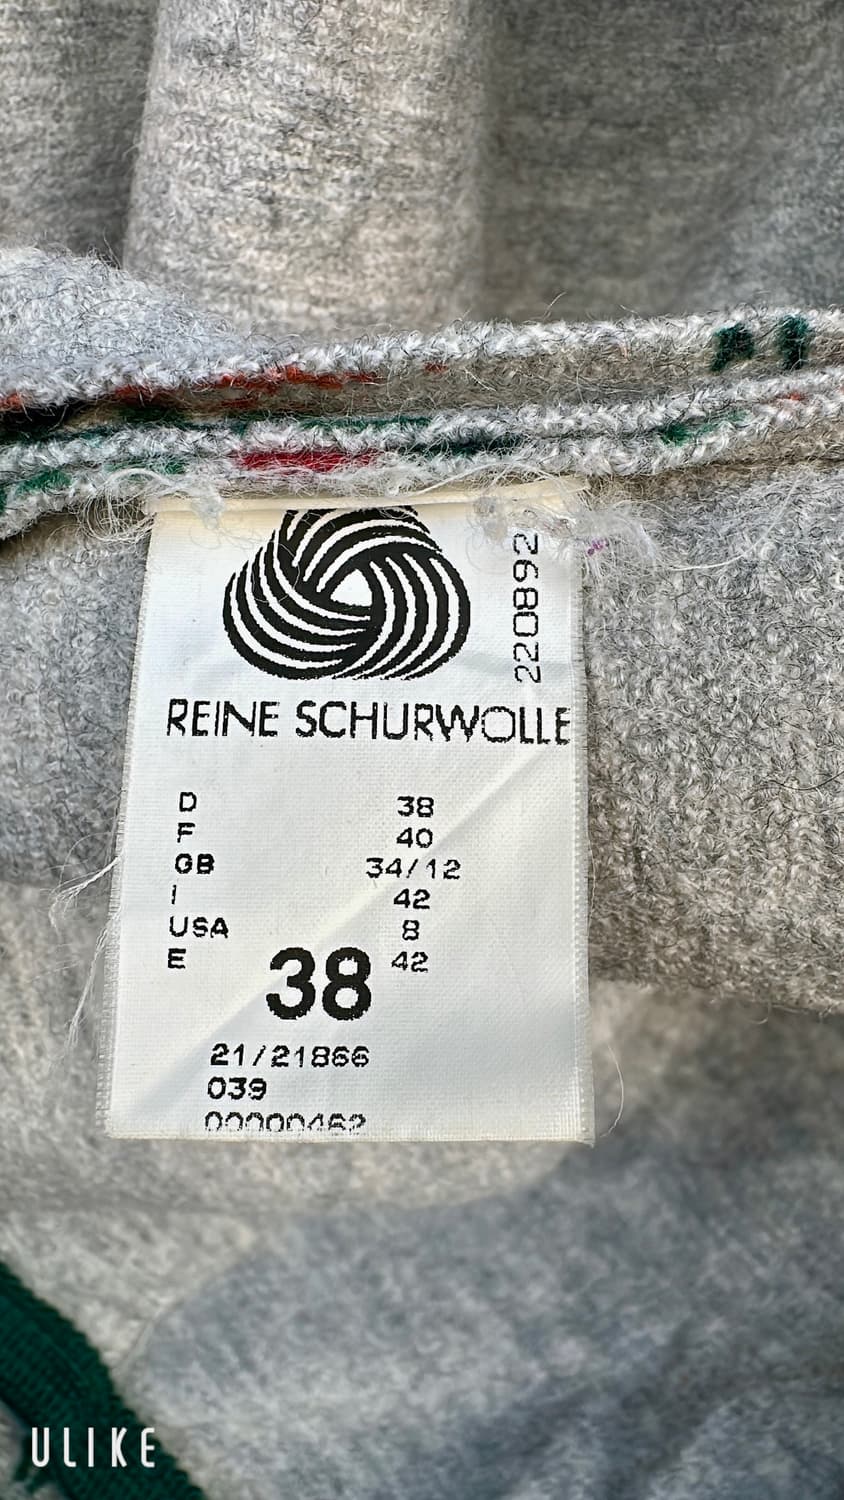 220892
REINE SCHURWOLLE
D 38
F 40
GB 34/12
I 42
USA 8
E 42
38
21/21866
039
00000462
ULIKE